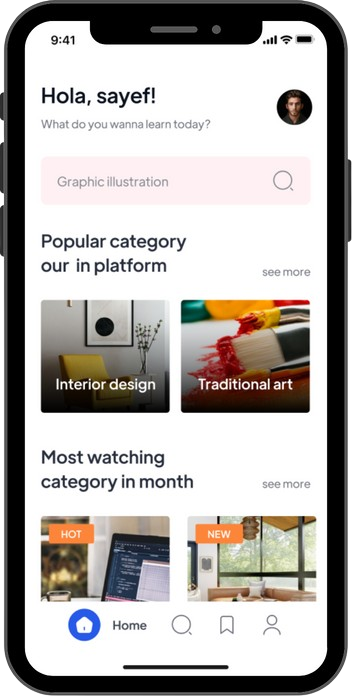 9:41
Hola, sayef!
What do you wanna learn today?
Graphic illustration
Popular category
our in platform
see more
Interior design
Traditional art
Most watching
category in month
see more
HOT
NEW
Home